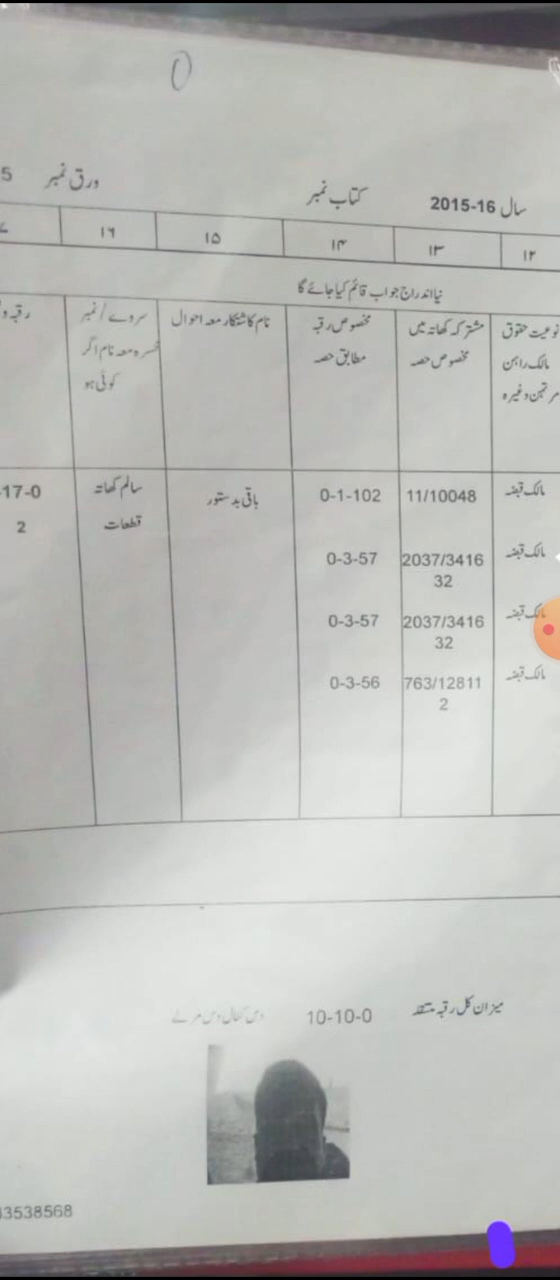 سال 2015-16 کتاب نمبر ورق نمبر 5
۱۲ ۱۳ ۱۴ ۱۵ ۱۶
نیا اندراج جو اب قائم کیا جائے گا
نوعیت حقوق مشترکہ کھاتہ میں مخصوص رقبہ نام کاشتکار معہ احوال سروے/نمبر رقبہ و
مالک راہن مخصوص حصہ مطابق حصہ خسرہ معہ نام اگر
مرتہن وغیرہ کوئی ہو
مالک قبضہ 11/10048 0-1-102 باقی بدستور سالم کھاتہ -17-0
قطعات 2
مالک قبضہ 2037/3416 0-3-57
32
مالک قبضہ 2037/3416 0-3-57
32
مالک قبضہ 763/12811 0-3-56
2
میزان کل رقبہ منتقلہ 10-10-0 دس کنال دس مرلے
3538568